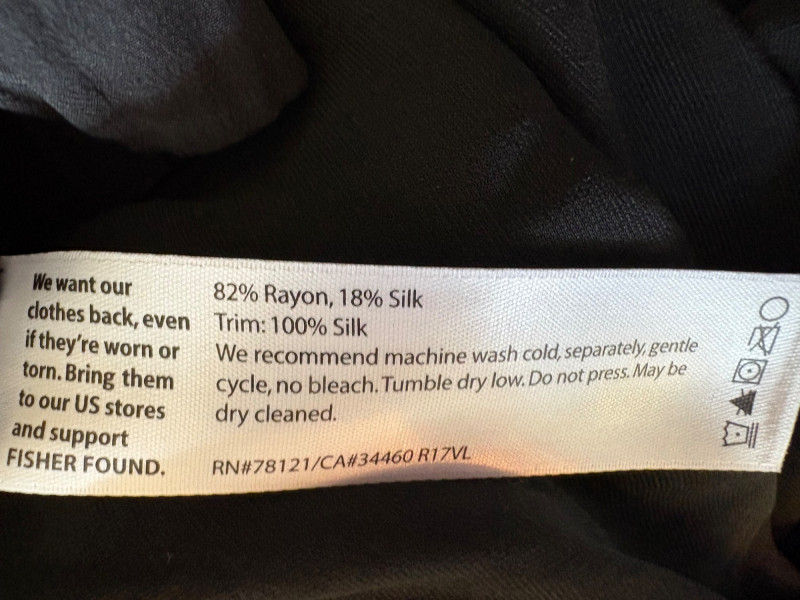 We want our
clothes back, even
if they're worn or
torn. Bring them
to our US stores
and support
FISHER FOUND.
82% Rayon, 18% Silk
Trim: 100% Silk
We recommend machine wash cold, separately, gentle
cycle, no bleach. Tumble dry low. Do not press. May be
dry cleaned.
RN#78121/CA#34460 R17VL